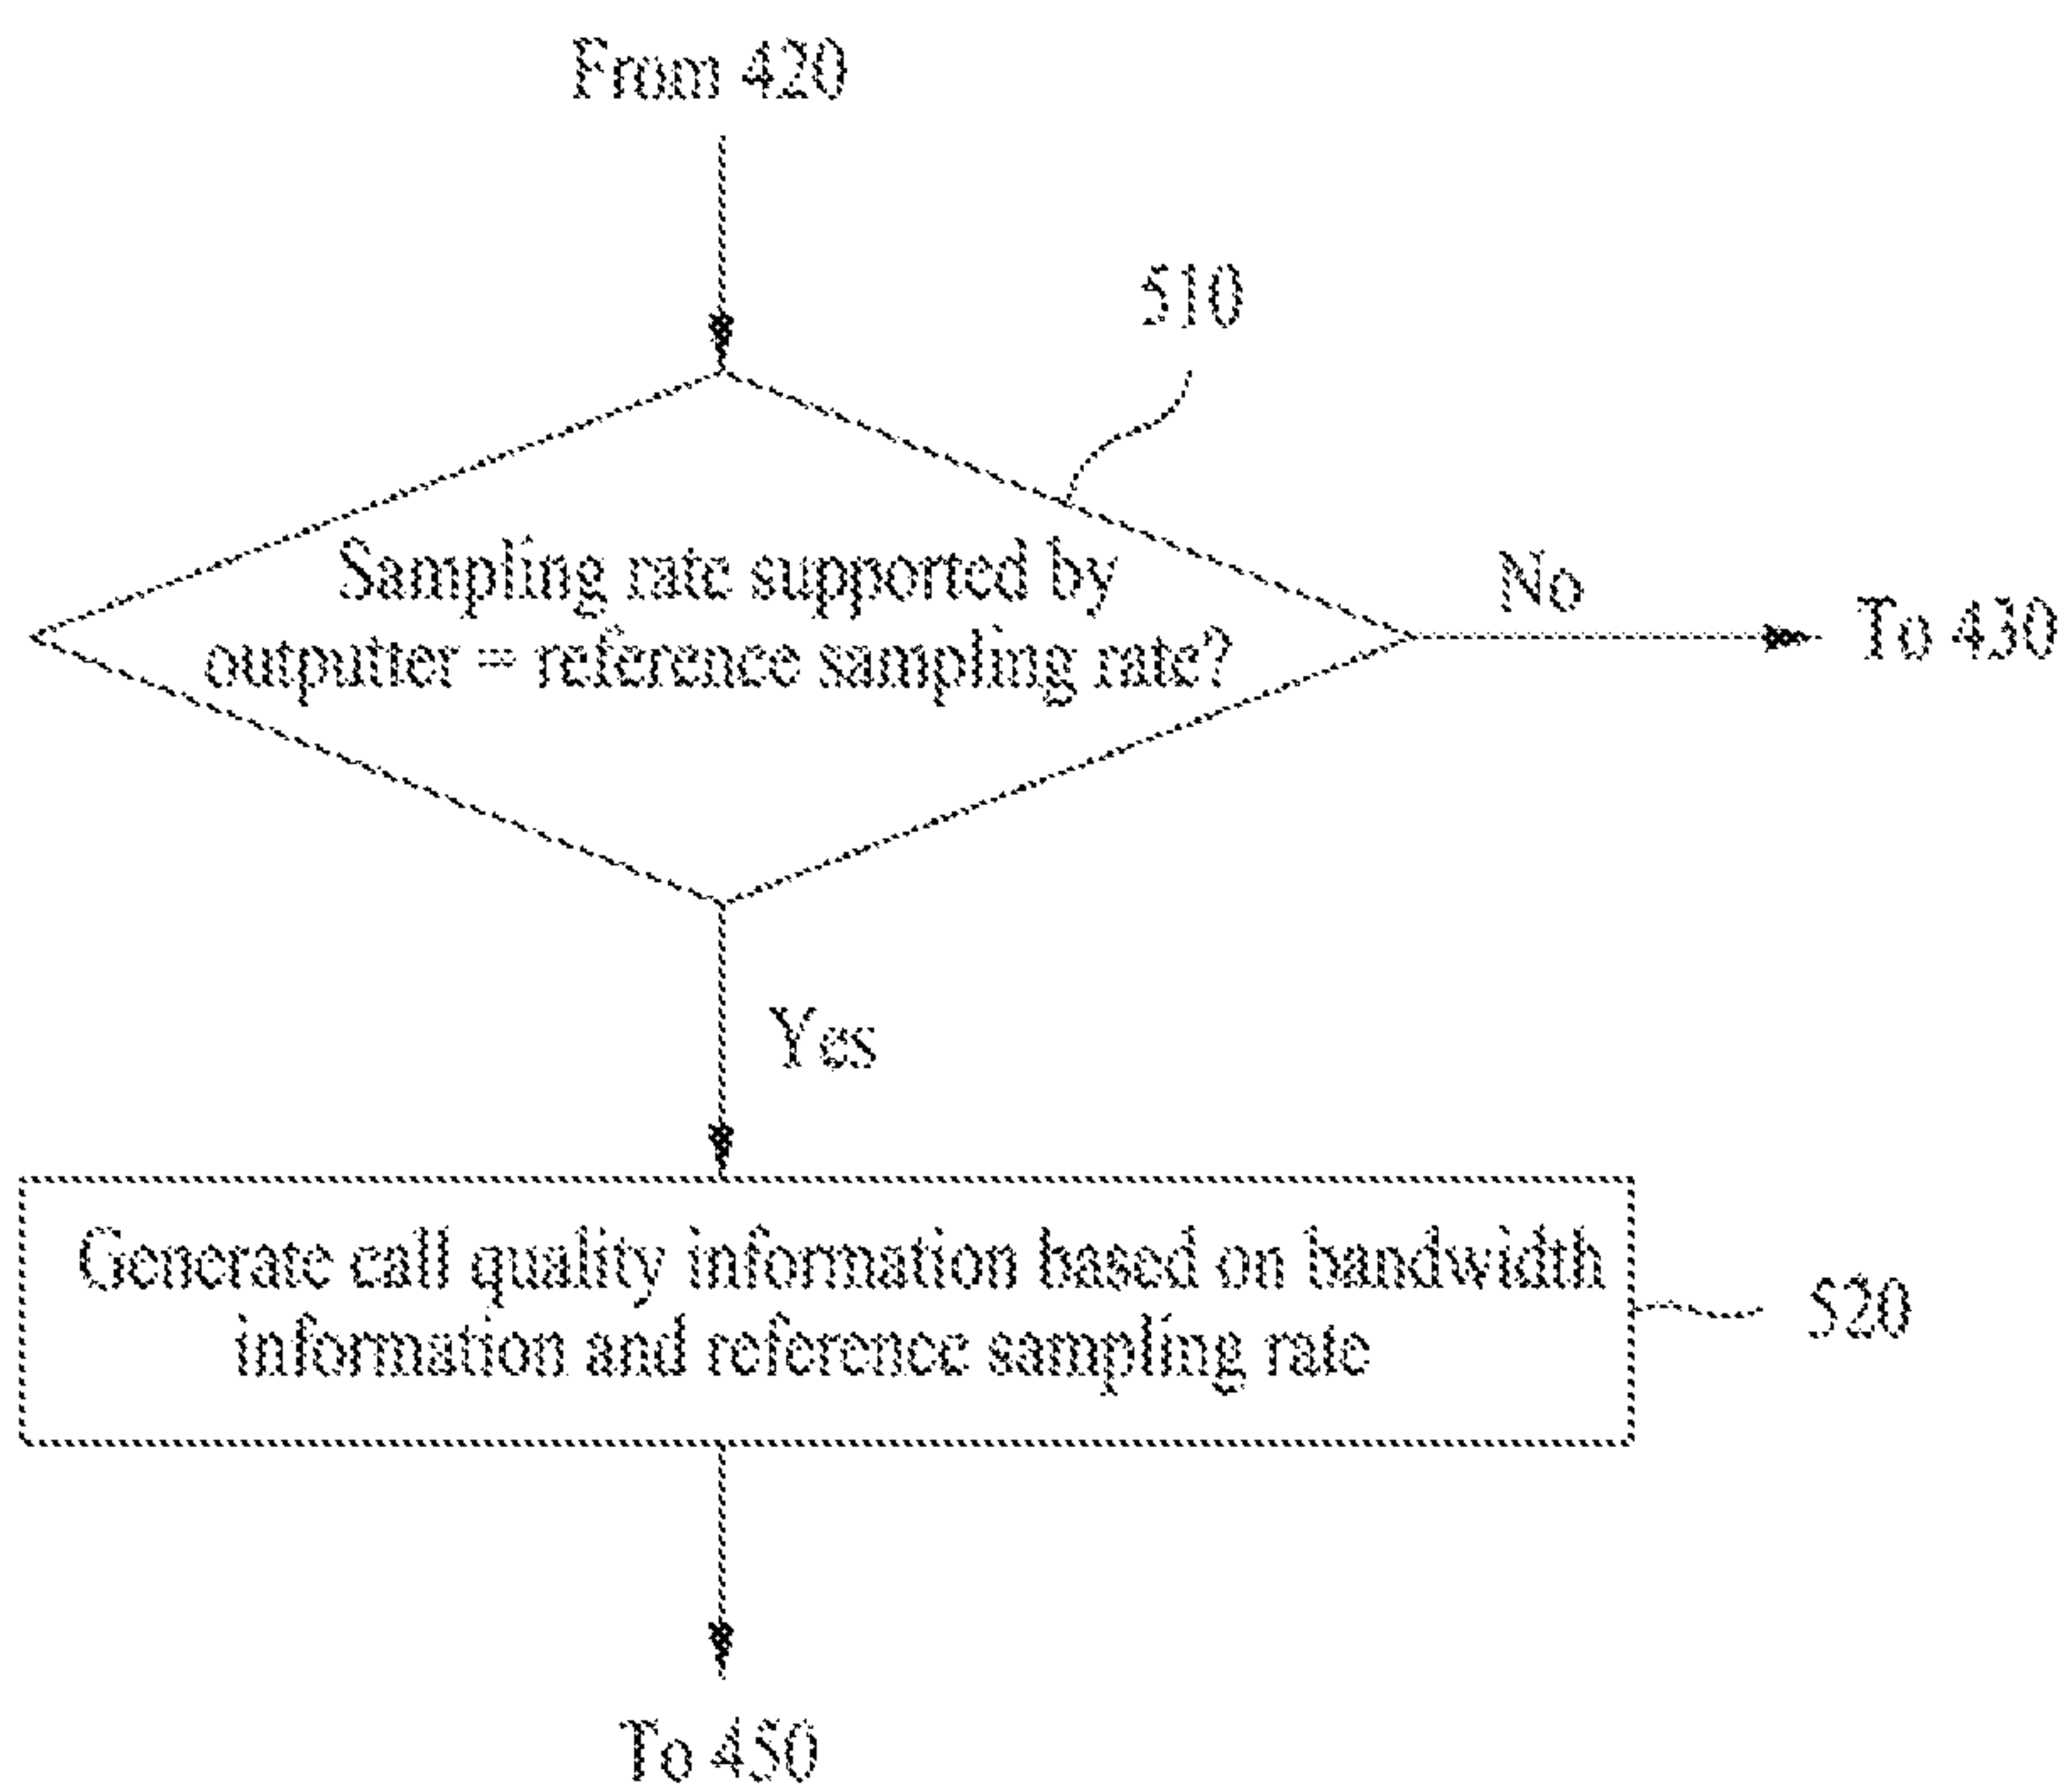 From 420
510
Sampling rate supported by
outputter = reference sampling rate?
No
To 430
Yes
Generate call quality information based on bandwidth
information and reference sampling rate
520
To 450